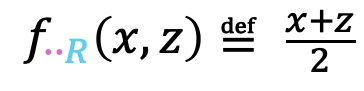 f..R(x, z) ≝ x+z/2